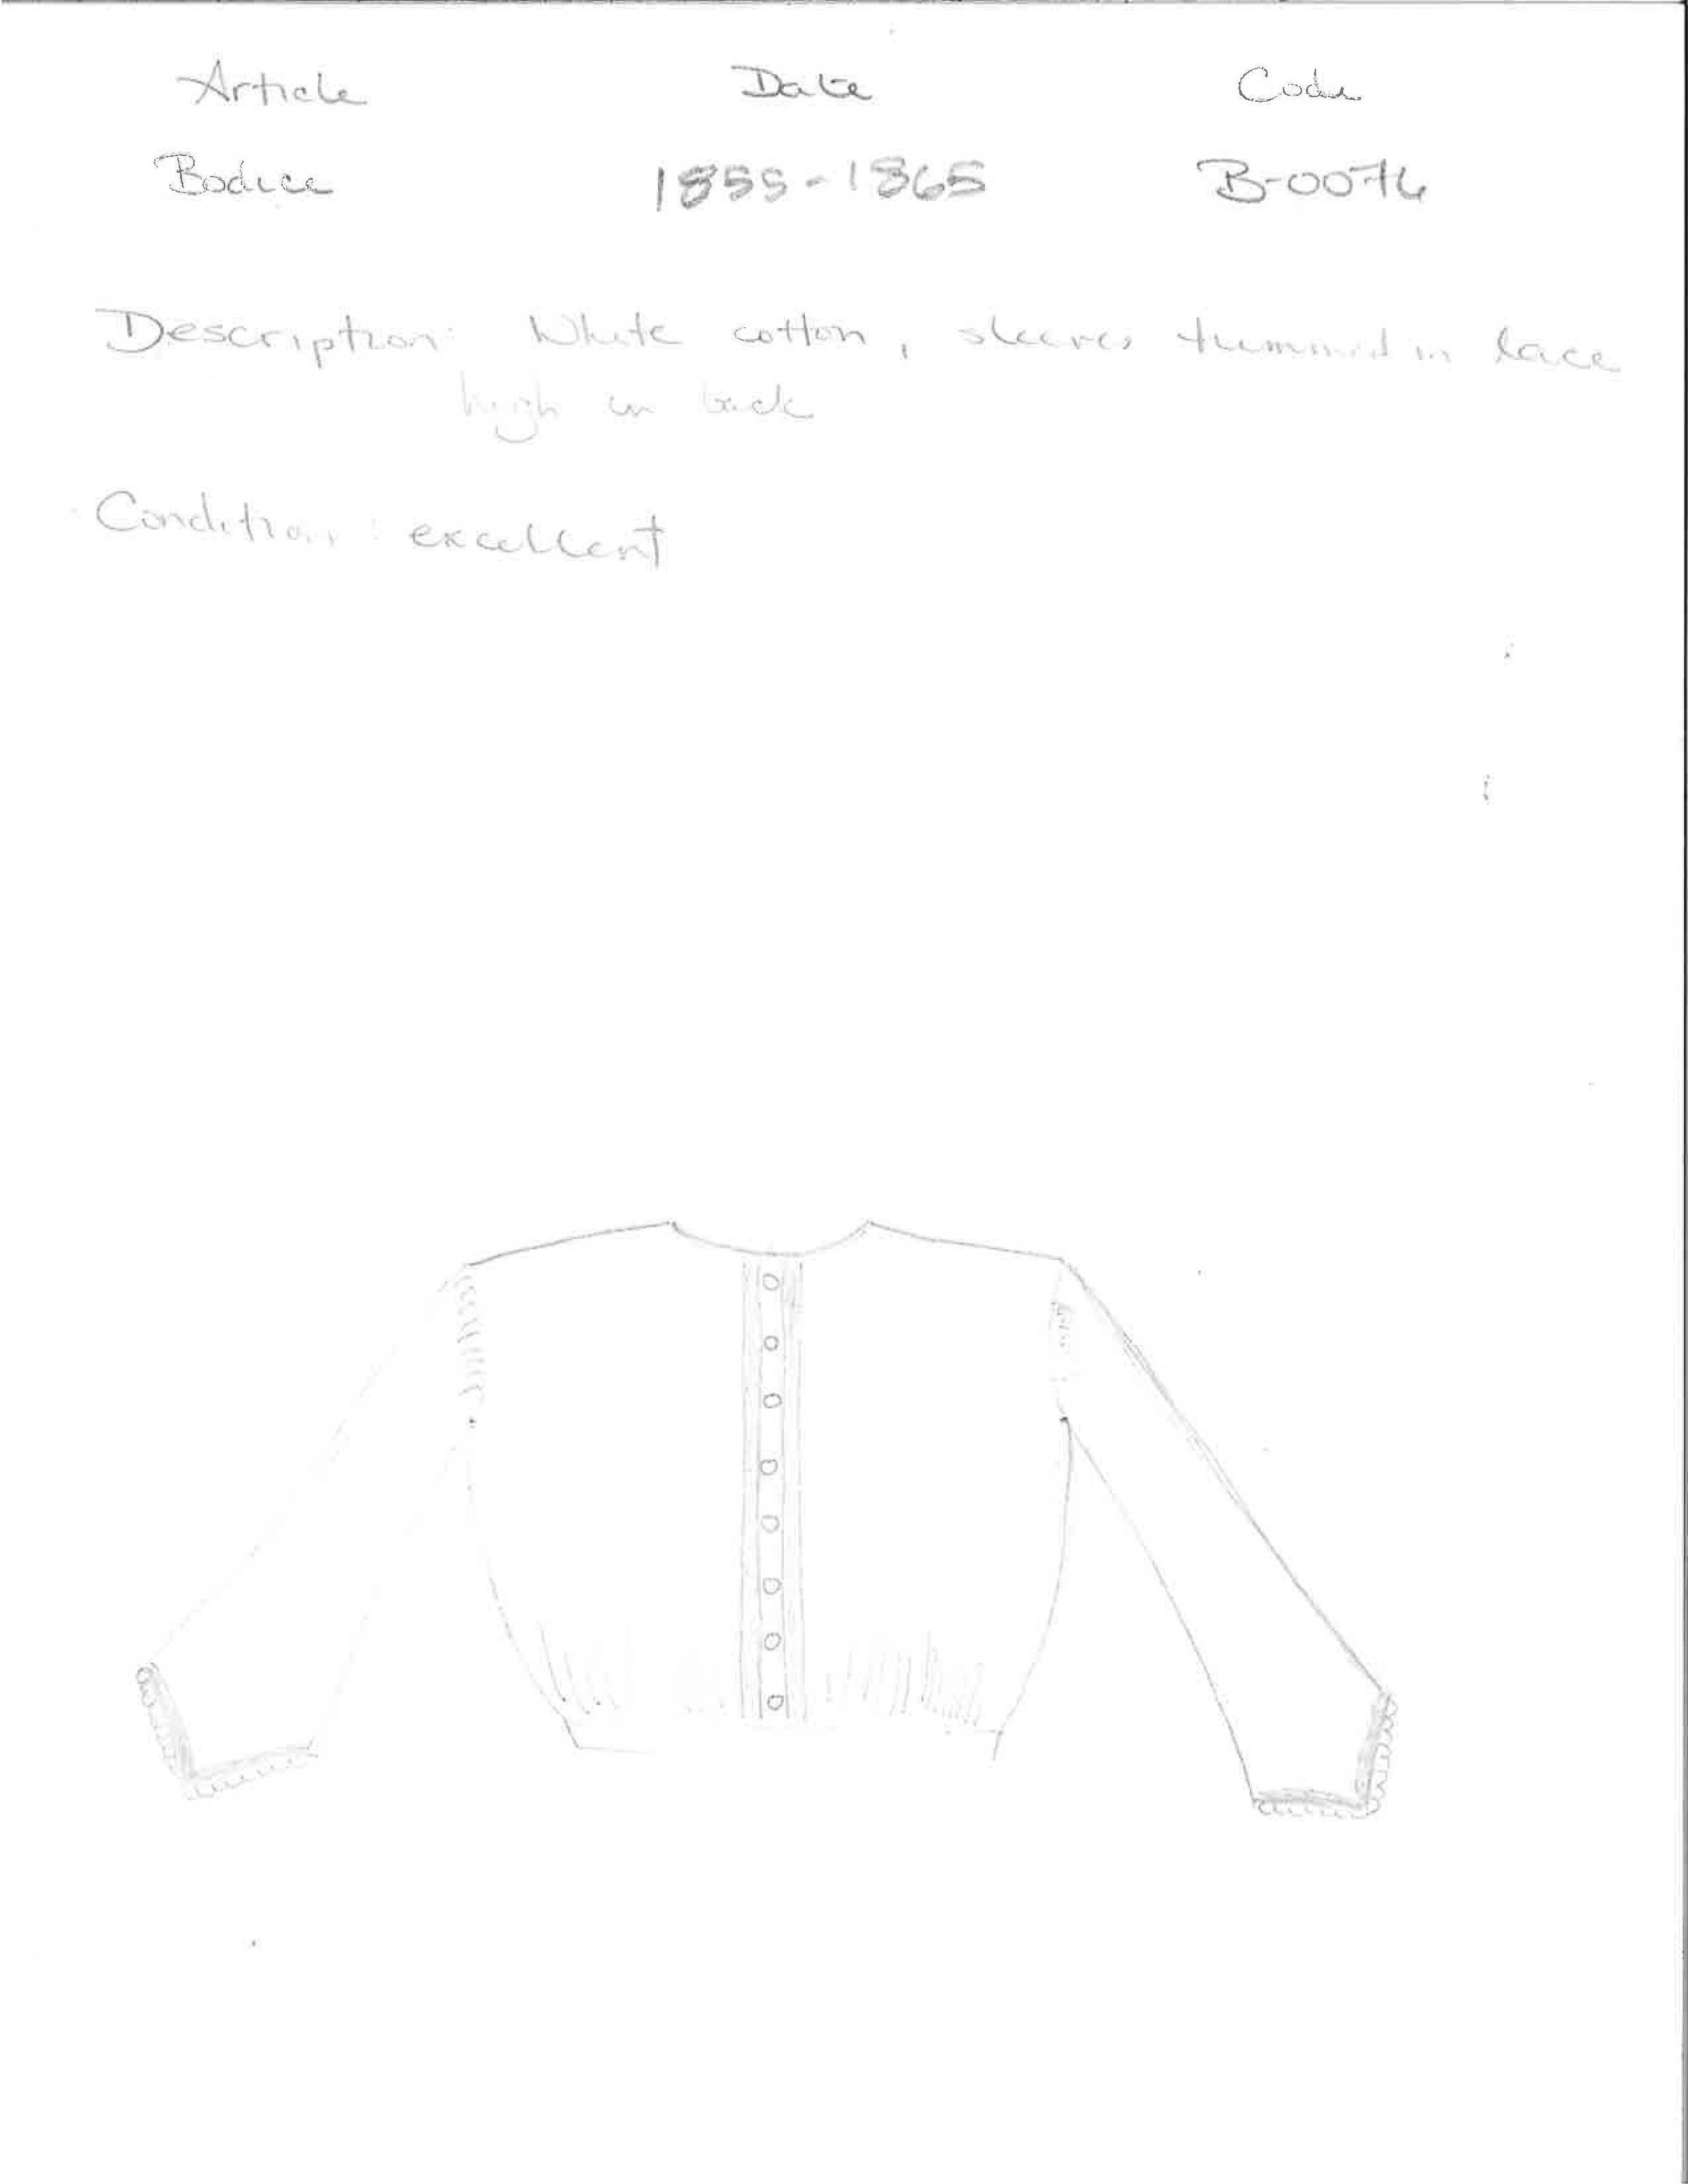 Article Date Code
Bodice 1855-1865 B-0076
Description: White cotton, sleeves trimmed in lace
high in back
Condition: excellent